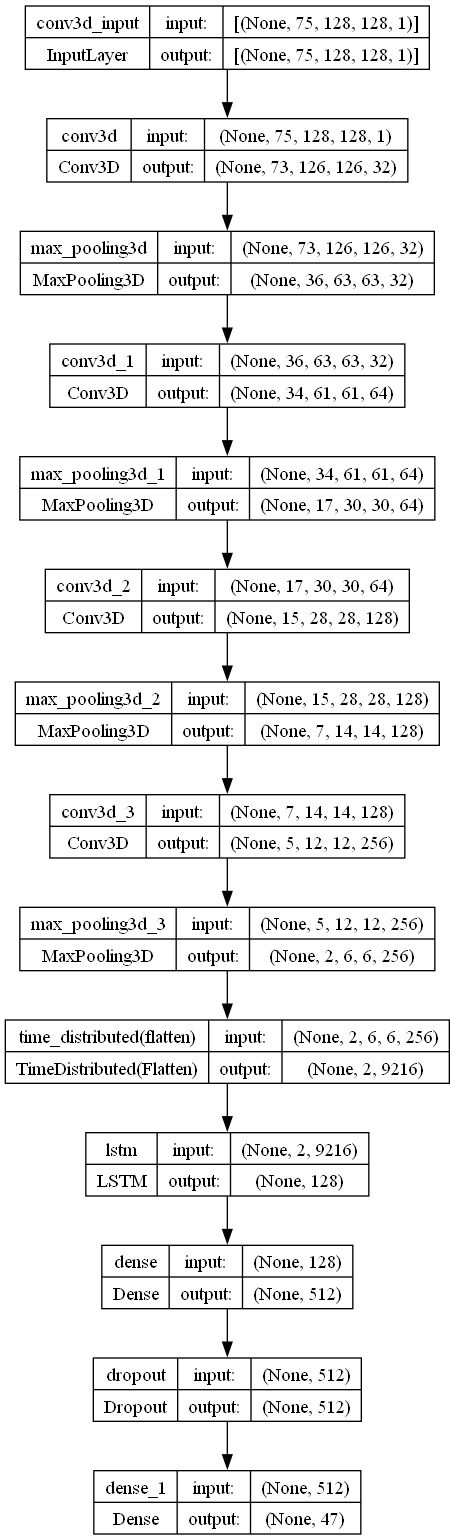 conv3d_input input: [(None, 75, 128, 128, 1)]
InputLayer output: [(None, 75, 128, 128, 1)]
conv3d input: (None, 75, 128, 128, 1)
Conv3D output: (None, 73, 126, 126, 32)
max_pooling3d input: (None, 73, 126, 126, 32)
MaxPooling3D output: (None, 36, 63, 63, 32)
conv3d_1 input: (None, 36, 63, 63, 32)
Conv3D output: (None, 34, 61, 61, 64)
max_pooling3d_1 input: (None, 34, 61, 61, 64)
MaxPooling3D output: (None, 17, 30, 30, 64)
conv3d_2 input: (None, 17, 30, 30, 64)
Conv3D output: (None, 15, 28, 28, 128)
max_pooling3d_2 input: (None, 15, 28, 28, 128)
MaxPooling3D output: (None, 7, 14, 14, 128)
conv3d_3 input: (None, 7, 14, 14, 128)
Conv3D output: (None, 5, 12, 12, 256)
max_pooling3d_3 input: (None, 5, 12, 12, 256)
MaxPooling3D output: (None, 2, 6, 6, 256)
time_distributed(flatten) input: (None, 2, 6, 6, 256)
TimeDistributed(Flatten) output: (None, 2, 9216)
lstm input: (None, 2, 9216)
LSTM output: (None, 128)
dense input: (None, 128)
Dense output: (None, 512)
dropout input: (None, 512)
Dropout output: (None, 512)
dense_1 input: (None, 512)
Dense output: (None, 47)